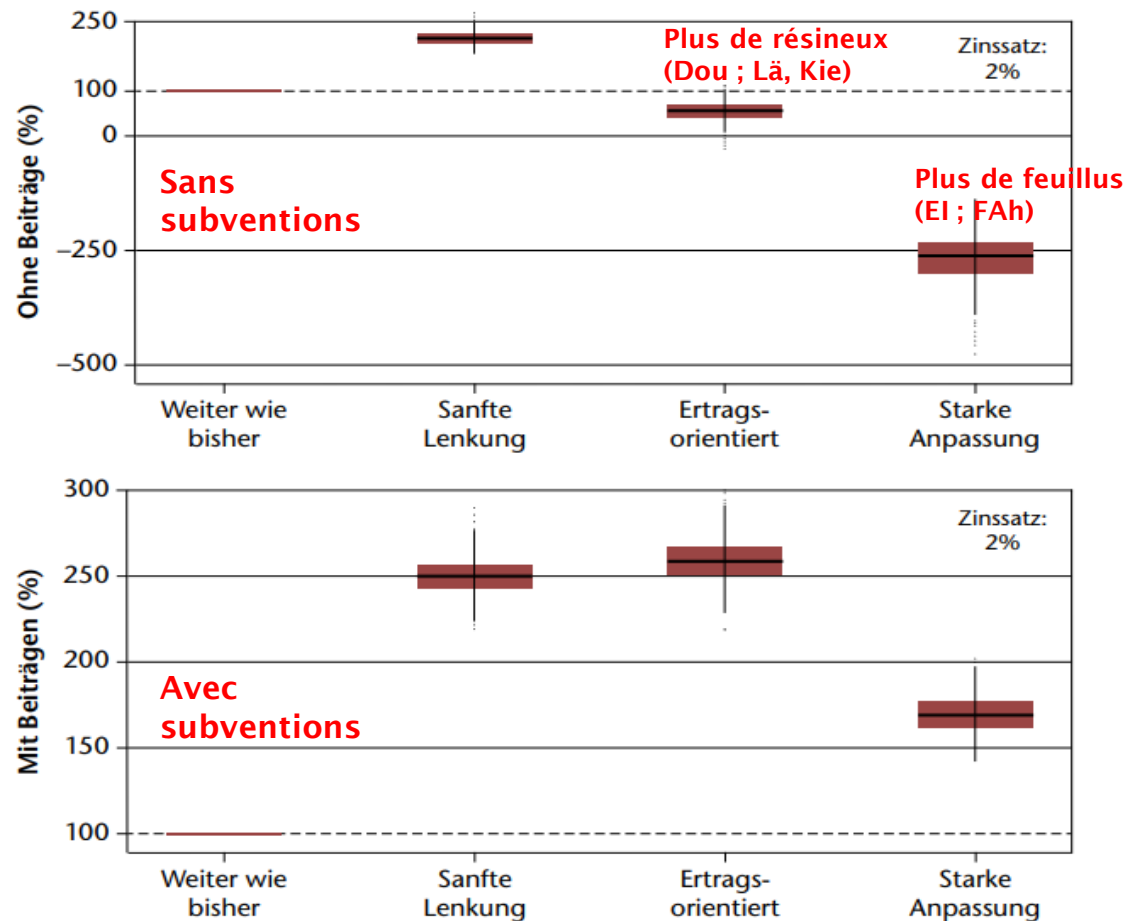 250
100
0
–250
–500
Ohne Beiträge (%)
Plus de résineux
(Dou ; Lä, Kie)
Zinssatz:
2%
Sans
subventions
Plus de feuillus
(EI ; FAh)
Weiter wie
bisher
Sanfte
Lenkung
Ertrags-
orientiert
Starke
Anpassung
300
250
200
150
100
Mit Beiträgen (%)
Zinssatz:
2%
Avec
subventions
Weiter wie
bisher
Sanfte
Lenkung
Ertrags-
orientiert
Starke
Anpassung